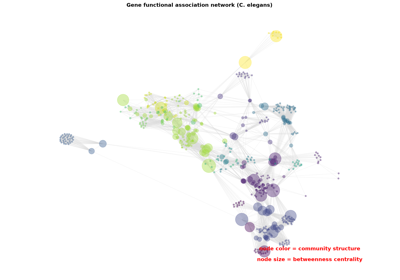 Gene functional association network (C. elegans)
node color = community structure
node size = betweenness centrality